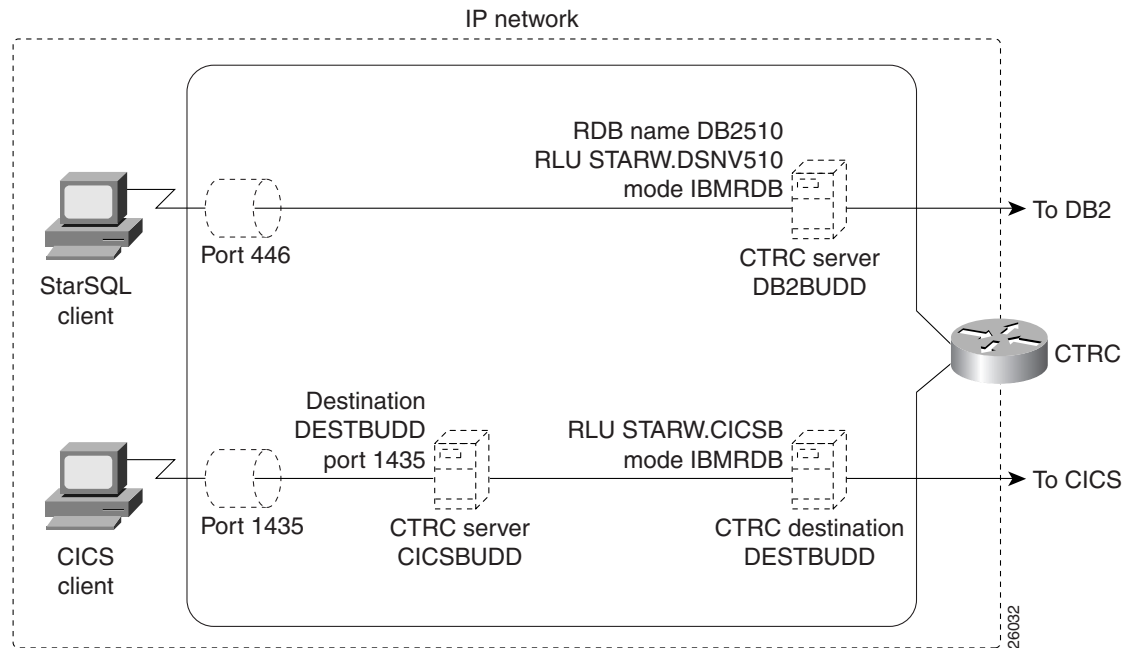 IP network
RDB name DB2510
RLU STARW.DSNV510
mode IBMRDB
To DB2
Port 446
CTRC server
DB2BUDD
StarSQL
client
CTRC
Destination
DESTBUDD
port 1435
RLU STARW.CICSB
mode IBMRDB
To CICS
Port 1435
CTRC server
CICSBUDD
CTRC destination
DESTBUDD
CICS
client
26032